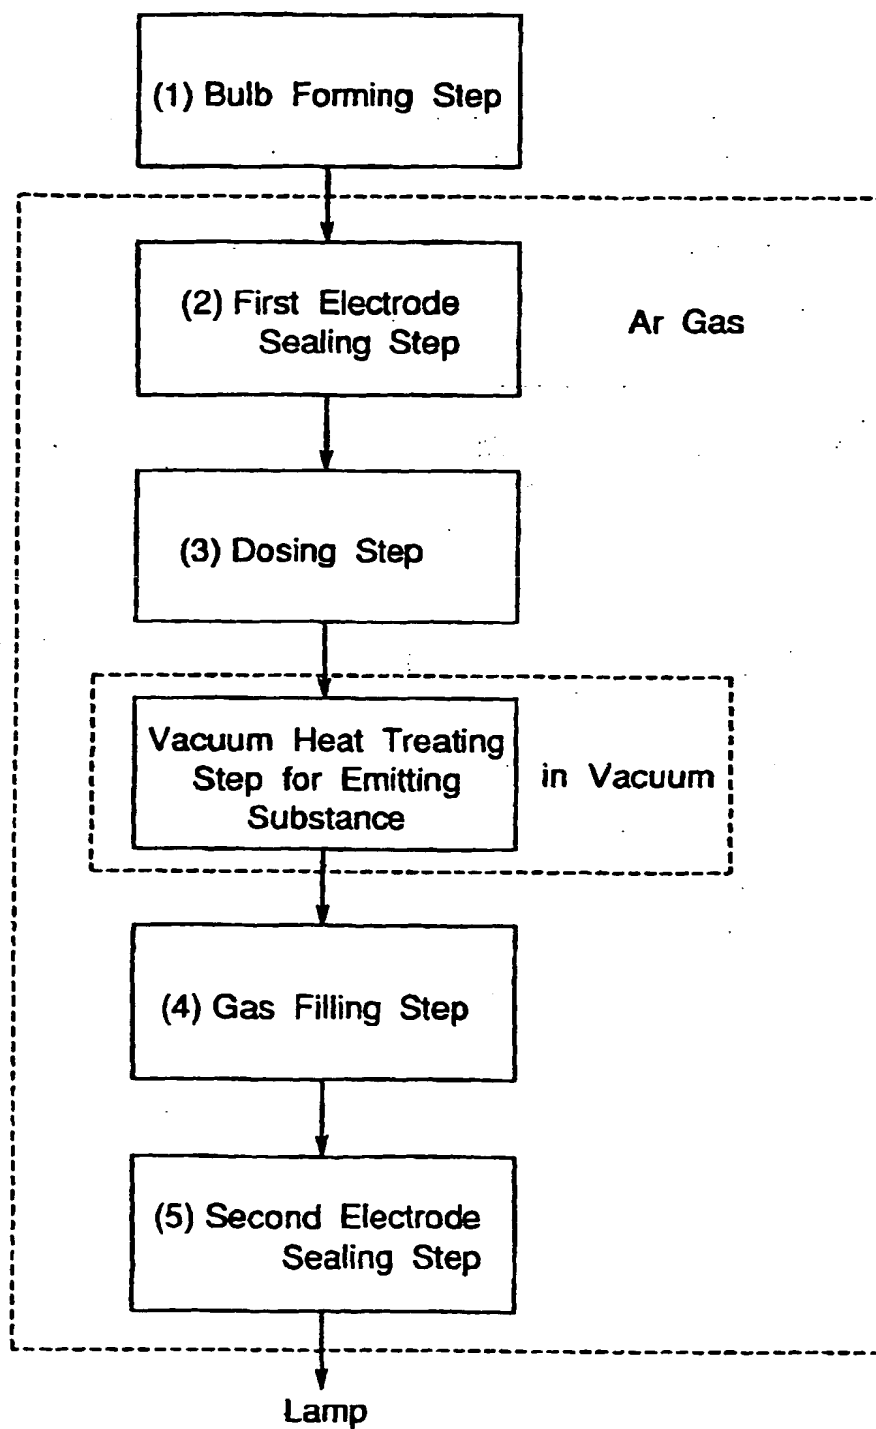 (1) Bulb Forming Step
(2) First Electrode
Sealing Step
Ar Gas
(3) Dosing Step
Vacuum Heat Treating
Step for Emitting
Substance
in Vacuum
(4) Gas Filling Step
(5) Second Electrode
Sealing Step
Lamp